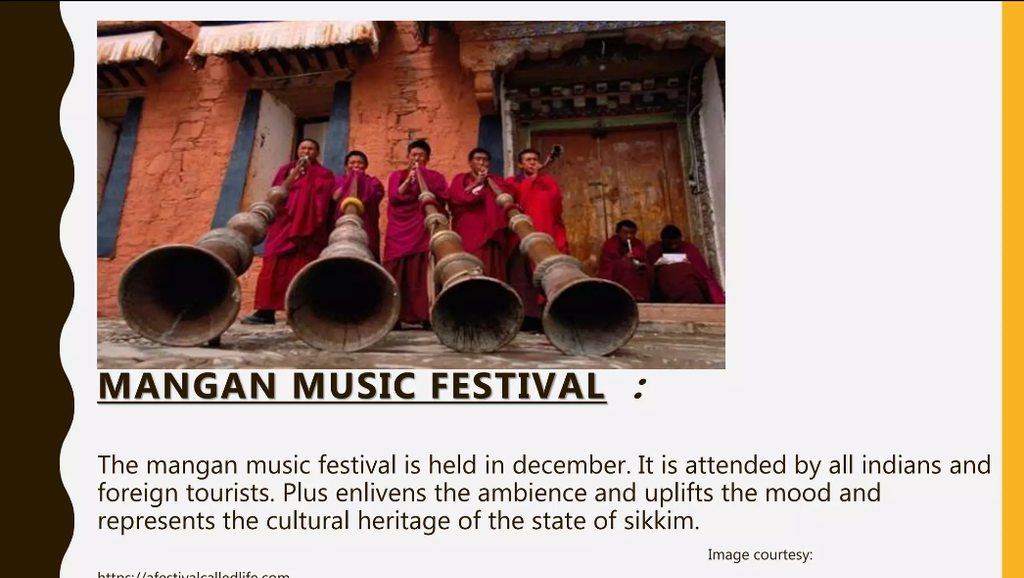 MANGAN MUSIC FESTIVAL :
The mangan music festival is held in december. It is attended by all indians and
foreign tourists. Plus enlivens the ambience and uplifts the mood and
represents the cultural heritage of the state of sikkim.
Image courtesy:
https://afestivalcalledlife.com